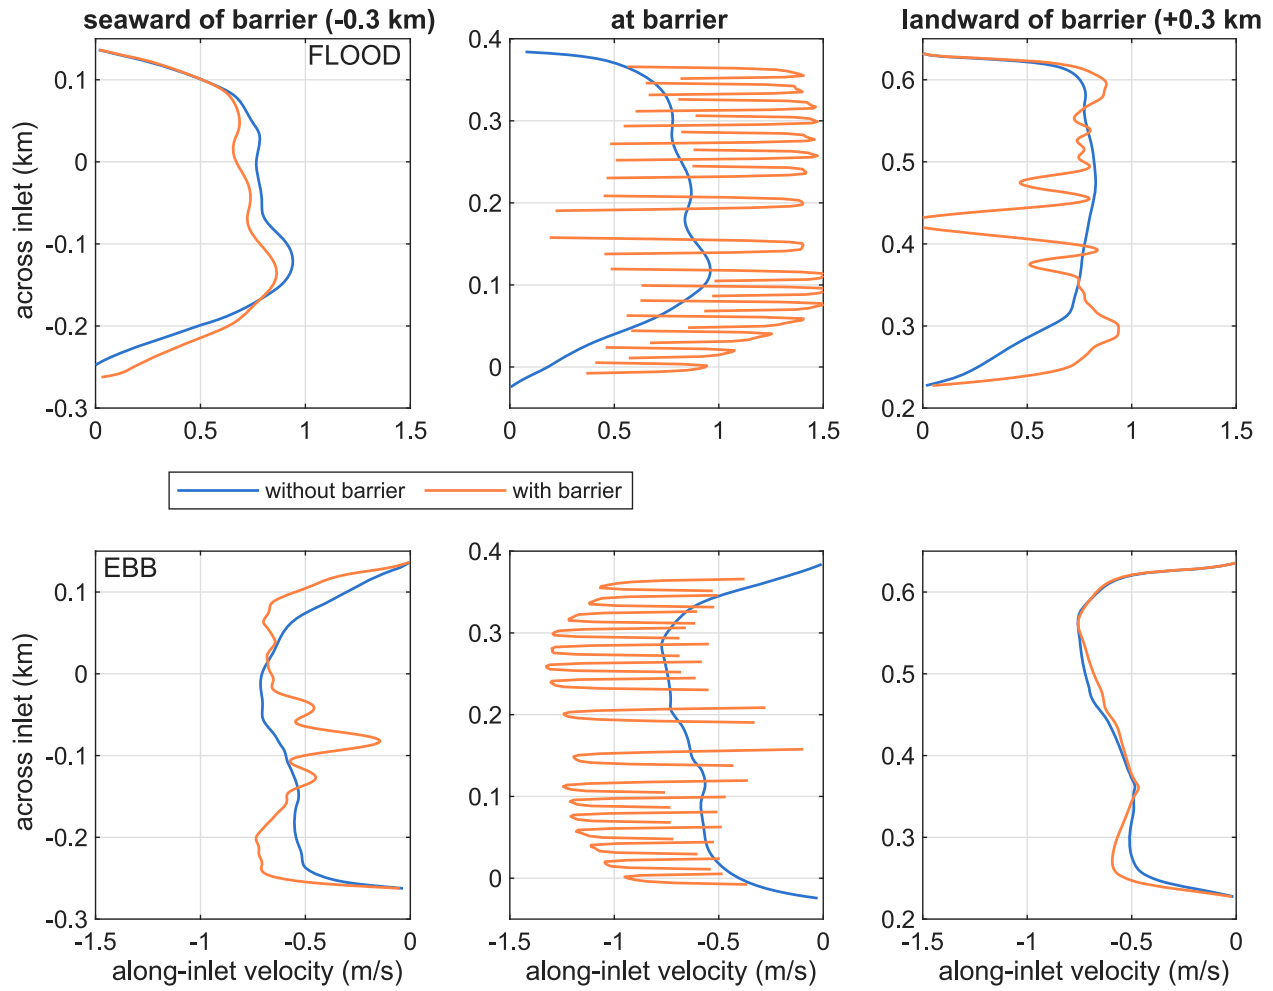 seaward of barrier (-0.3 km)
at barrier
landward of barrier (+0.3 km
FLOOD
across inlet (km)
0.1
0
-0.1
-0.2
-0.3
0 0.5 1 1.5
0.4
0.3
0.2
0.1
0
0 0.5 1 1.5
0.6
0.5
0.4
0.3
0.2
0 0.5 1 1.5
without barrier with barrier
EBB
across inlet (km)
0.1
0
-0.1
-0.2
-0.3
-1.5 -1 -0.5 0
along-inlet velocity (m/s)
0.4
0.3
0.2
0.1
0
-1.5 -1 -0.5 0
along-inlet velocity (m/s)
0.6
0.5
0.4
0.3
0.2
-1.5 -1 -0.5 0
along-inlet velocity (m/s)